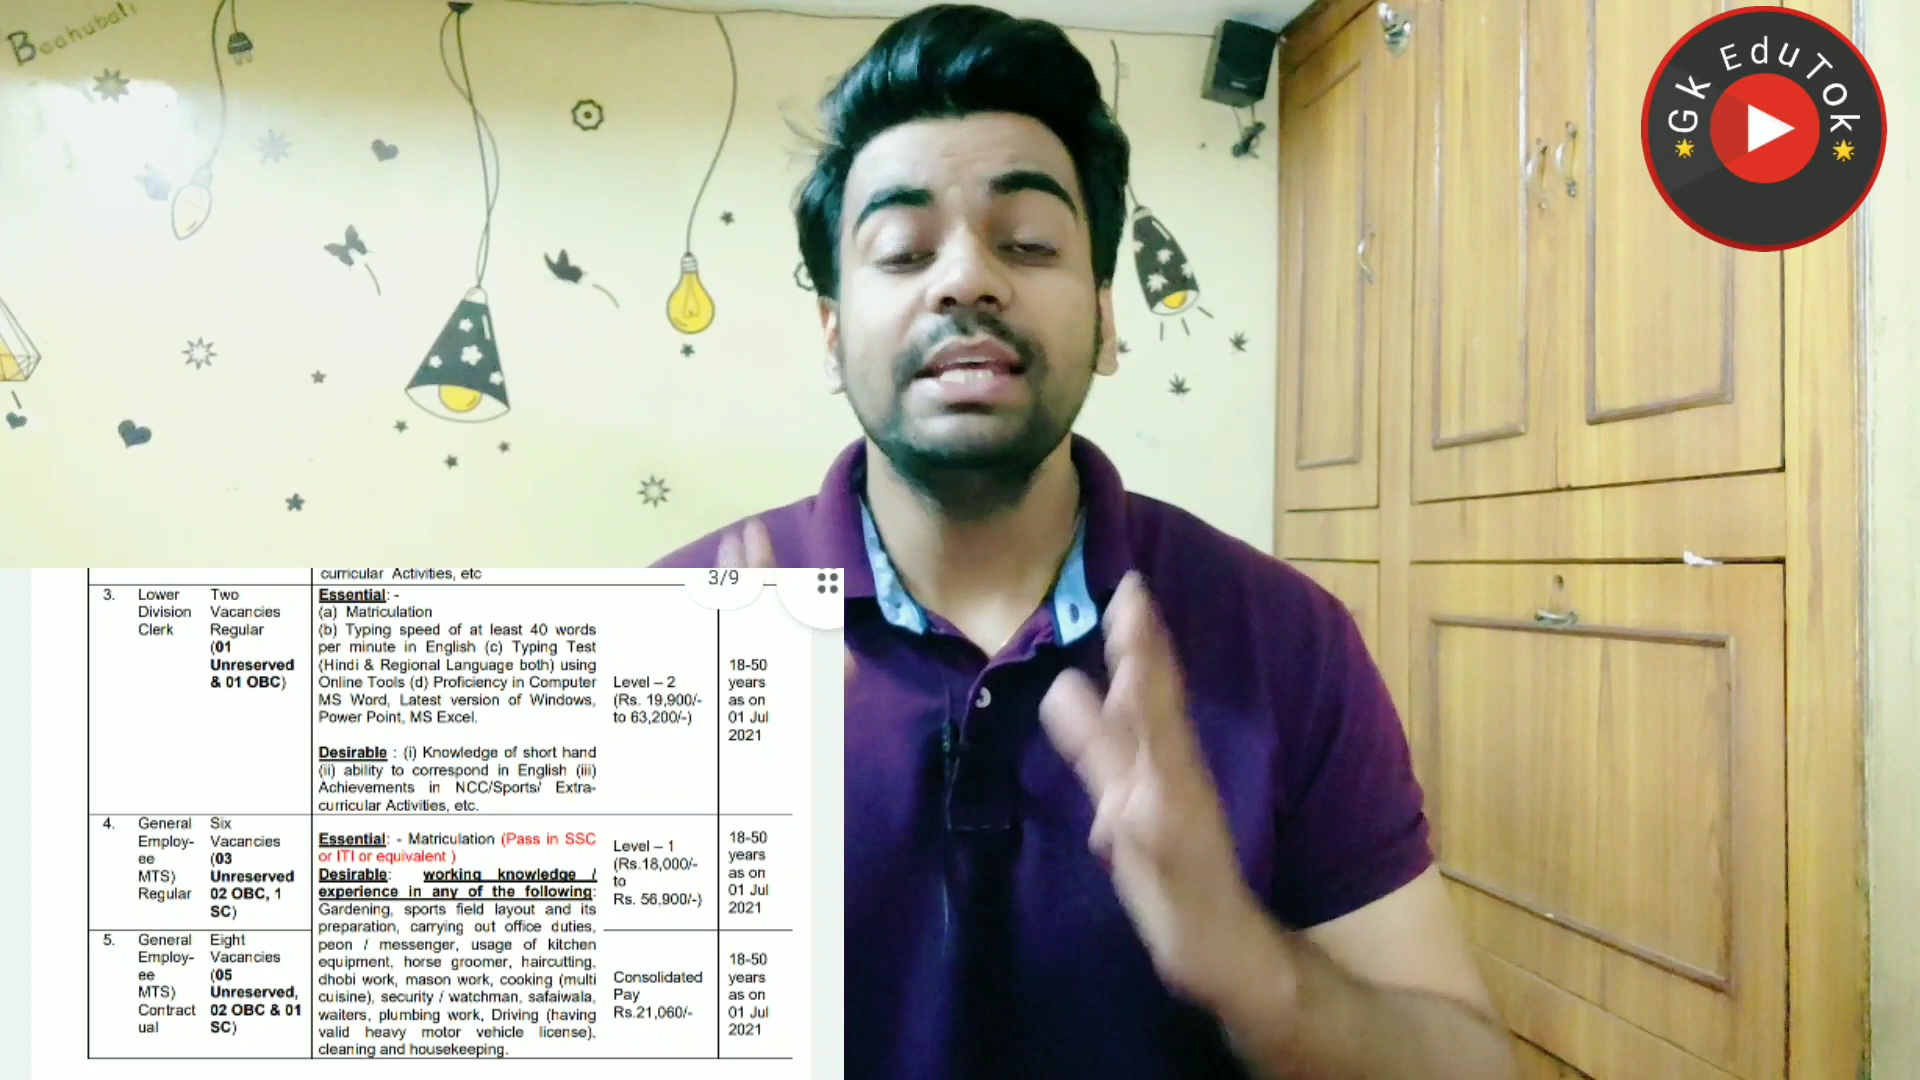 Baahubali
Gk EduTok
curricular Activities, etc
3/9
3. Lower Division Clerk
Two Vacancies Regular (01 Unreserved & 01 OBC)
Essential: -
(a) Matriculation
(b) Typing speed of at least 40 words
per minute in English (c) Typing Test
(Hindi & Regional Language both) using
Online Tools (d) Proficiency in Computer
MS Word, Latest version of Windows,
Power Point, MS Excel.
Desirable : (i) Knowledge of short hand
(ii) ability to correspond in English (iii)
Achievements in NCC/Sports/ Extra-
curricular Activities, etc.
Level – 2
(Rs. 19,900/-
to 63,200/-)
18-50
years
as on
01 Jul
2021
4. General Employ-ee MTS) Regular
Six Vacancies (03 Unreserved 02 OBC, 1 SC)
Essential: - Matriculation (Pass in SSC
or ITI or equivalent )
Desirable: working knowledge /
experience in any of the following:
Gardening, sports field layout and its
preparation, carrying out office duties,
peon / messenger, usage of kitchen
equipment, horse groomer, haircutting,
dhobi work, mason work, cooking (multi
cuisine), security / watchman, safaiwala,
waiters, plumbing work, Driving (having
valid heavy motor vehicle license),
cleaning and housekeeping.
Level – 1
(Rs.18,000/-
to
Rs. 56,900/-)
18-50
years
as on
01 Jul
2021
5. General Employ-ee MTS) Contract ual
Eight Vacancies (05 Unreserved, 02 OBC & 01 SC)
Consolidated
Pay
Rs.21,060/-
18-50
years
as on
01 Jul
2021